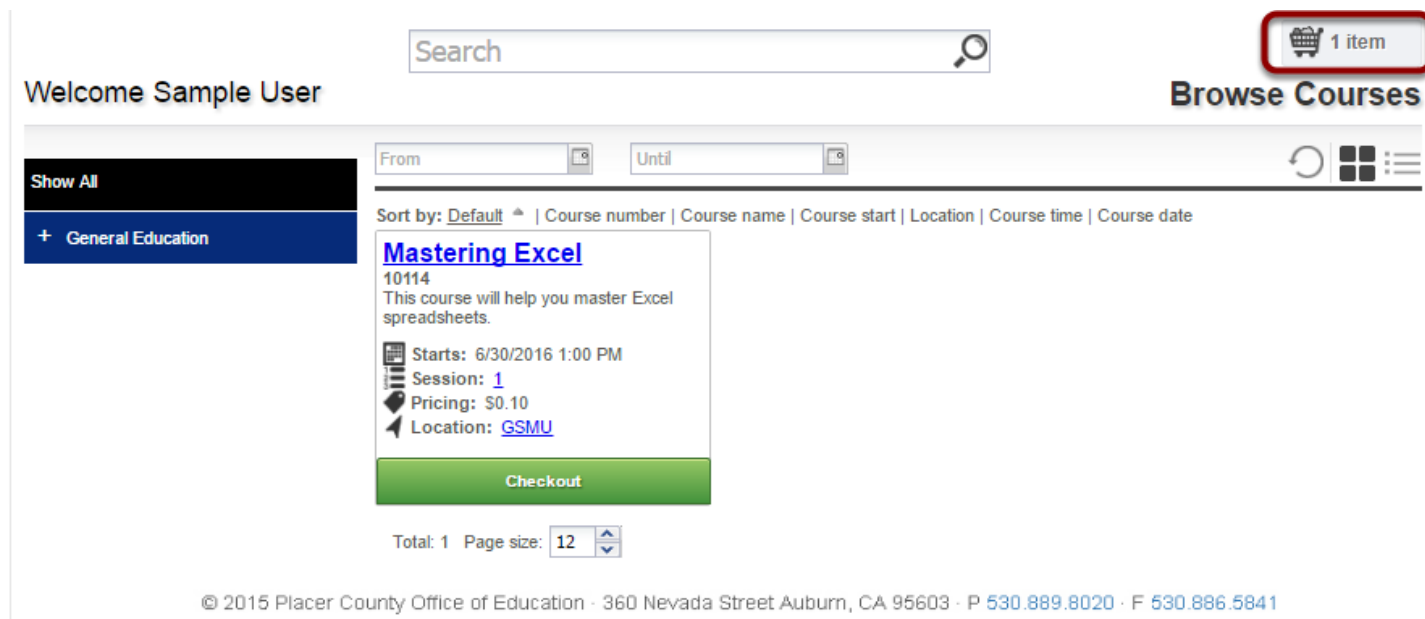 Search
1 item
Welcome Sample User
Browse Courses
From
Until
Show All
Sort by: Default | Course number | Course name | Course start | Location | Course time | Course date
+ General Education
Mastering Excel
10114
This course will help you master Excel
spreadsheets.
Starts: 6/30/2016 1:00 PM
Session: 1
Pricing: $0.10
Location: GSMU
Checkout
Total: 1 Page size: 12
© 2015 Placer County Office of Education · 360 Nevada Street Auburn, CA 95603 · P 530.889.8020 · F 530.886.5841